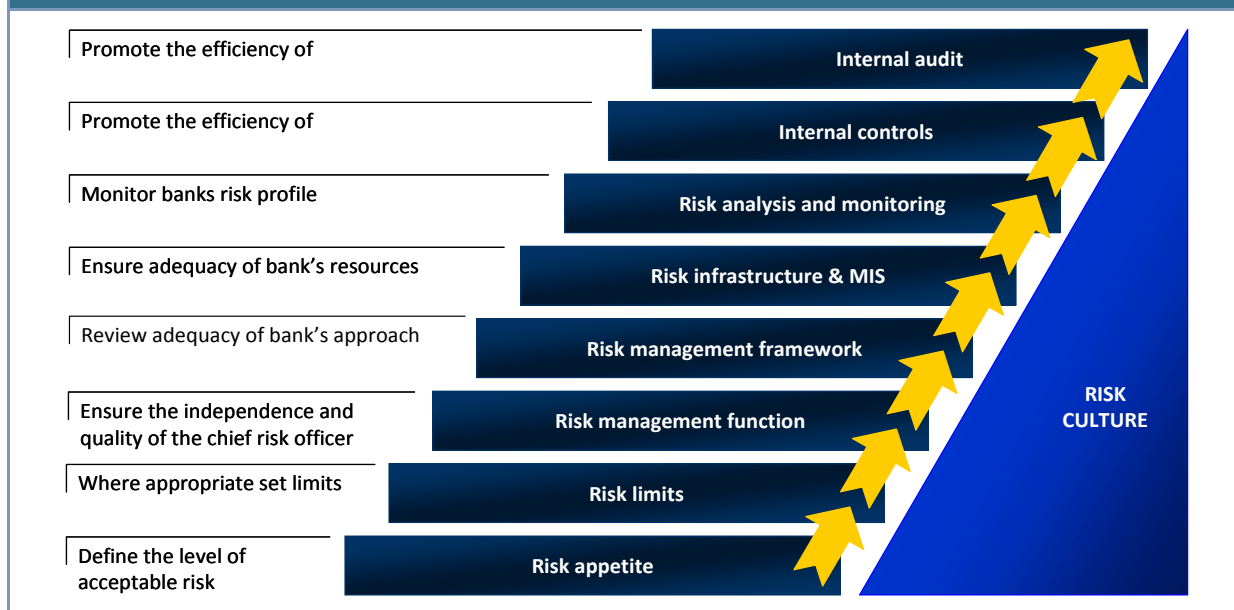 Promote the efficiency of
Internal audit
Promote the efficiency of
Internal controls
Monitor banks risk profile
Risk analysis and monitoring
Ensure adequacy of bank’s resources
Risk infrastructure & MIS
Review adequacy of bank’s approach
Risk management framework
Ensure the independence and
quality of the chief risk officer
Risk management function
RISK
CULTURE
Where appropriate set limits
Risk limits
Define the level of
acceptable risk
Risk appetite